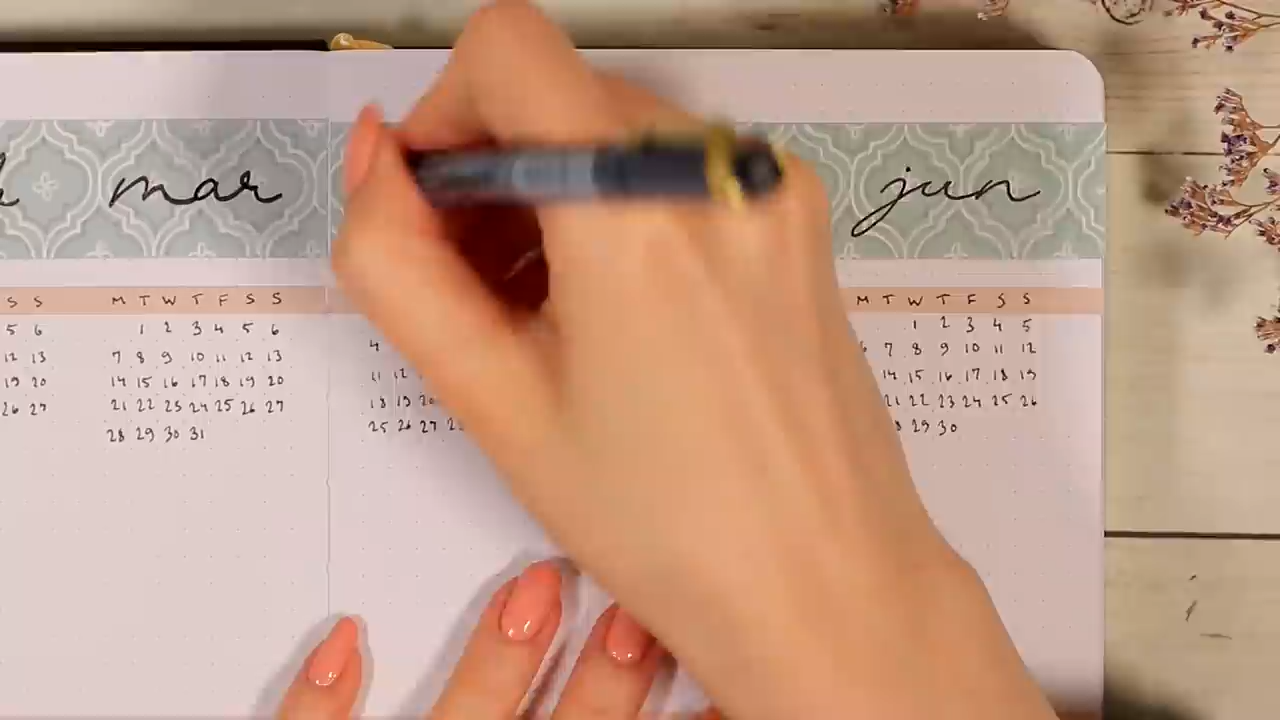 mar
jun
S S
M T W T F S S
M T W T F S S
5 6
1 2 3 4 5 6
4
1 2 3 4 5
12 13
7 8 9 10 11 12 13
11 12
7 8 9 10 11 12
19 20
14 15 16 17 18 19 20
18 19 20
14 15 16 17 18 19
26 27
21 22 23 24 25 26 27
25 26 27
21 22 23 24 25 26
28 29 30 31
29 30